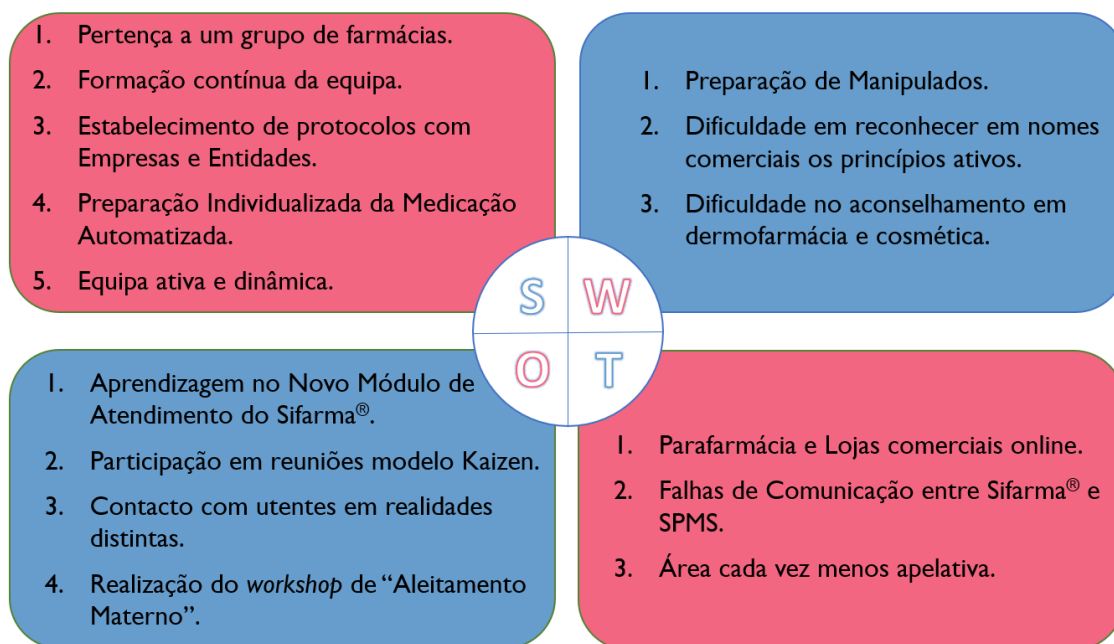 1. Pertença a um grupo de farmácias.
2. Formação contínua da equipa.
3. Estabelecimento de protocolos com
Empresas e Entidades.
4. Preparação Individualizada da Medicação
Automatizada.
5. Equipa ativa e dinâmica.
1. Preparação de Manipulados.
2. Dificuldade em reconhecer em nomes
comerciais os princípios ativos.
3. Dificuldade no aconselhamento em
dermofarmácia e cosmética.
S W
O T
1. Aprendizagem no Novo Módulo de
Atendimento do Sifarma®.
2. Participação em reuniões modelo Kaizen.
3. Contacto com utentes em realidades
distintas.
4. Realização do workshop de “Aleitamento
Materno”.
1. Parafarmácia e Lojas comerciais online.
2. Falhas de Comunicação entre Sifarma® e
SPMS.
3. Área cada vez menos apelativa.